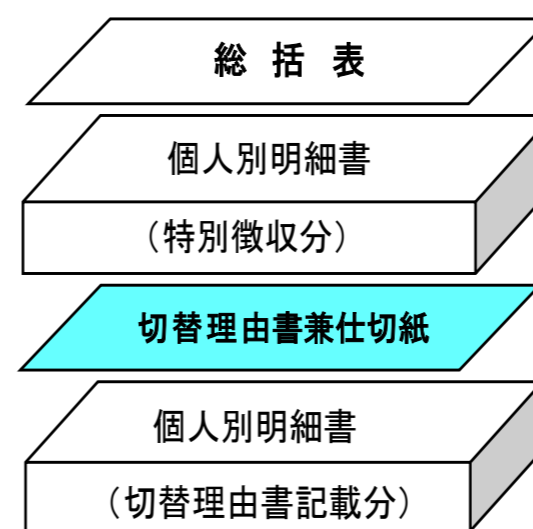 総括表
個人別明細書
（特別徴収分）
切替理由書兼仕切紙
個人別明細書
（切替理由書記載分）